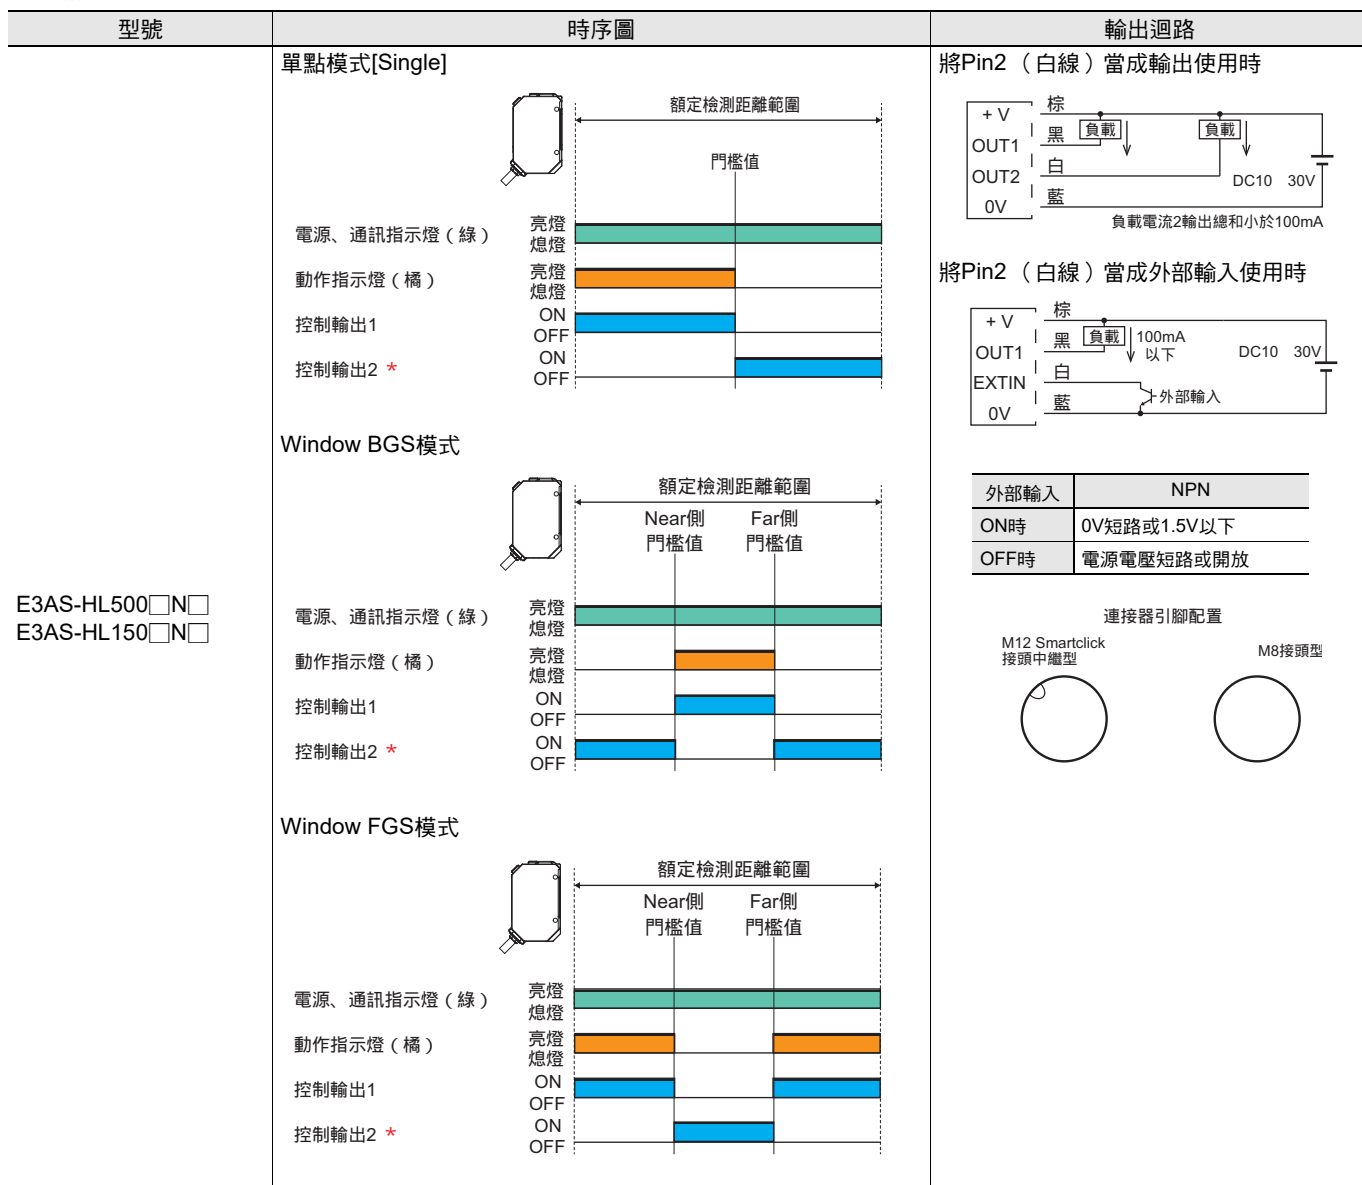 型號
時序圖
輸出迴路
E3AS-HL500□N□
E3AS-HL150□N□
單點模式[Single]
額定檢測距離範圍
門檻值
電源、通訊指示燈（綠）
亮燈
熄燈
動作指示燈（橘）
亮燈
熄燈
控制輸出1
ON
OFF
控制輸出2 *
ON
OFF
Window BGS模式
額定檢測距離範圍
Near側
門檻值
Far側
門檻值
電源、通訊指示燈（綠）
亮燈
熄燈
動作指示燈（橘）
亮燈
熄燈
控制輸出1
ON
OFF
控制輸出2 *
ON
OFF
Window FGS模式
額定檢測距離範圍
Near側
門檻值
Far側
門檻值
電源、通訊指示燈（綠）
亮燈
熄燈
動作指示燈（橘）
亮燈
熄燈
控制輸出1
ON
OFF
控制輸出2 *
ON
OFF
將Pin2（白線）當成輸出使用時
+ V
棕
OUT1
黑
負載
負載
OUT2
白
DC10 30V
0V
藍
負載電流2輸出總和小於100mA
將Pin2（白線）當成外部輸入使用時
+ V
棕
OUT1
黑
負載
100mA
以下
DC10 30V
EXTIN
白
外部輸入
0V
藍
外部輸入 NPN
ON時 0V短路或1.5V以下
OFF時 電源電壓短路或開放
連接器引腳配置
M12 Smartclick
接頭中繼型
M8接頭型